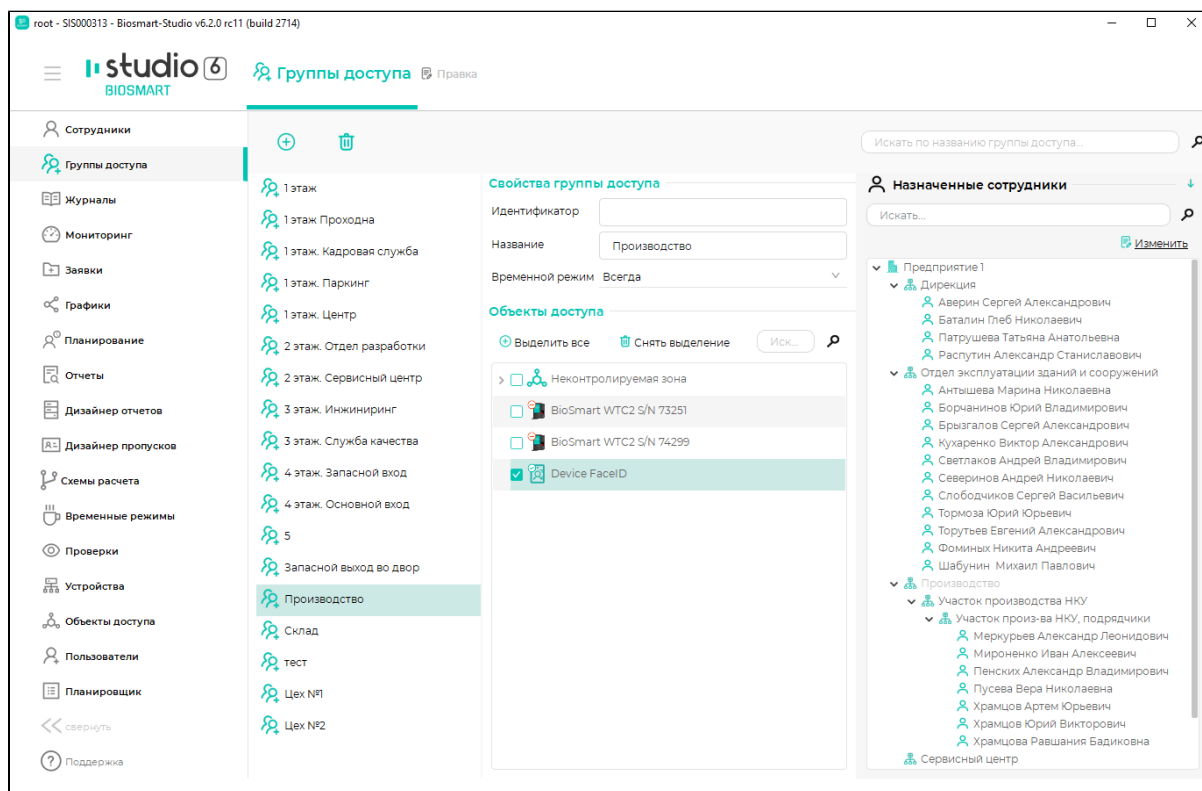 root - SIS000313 - Biosmart-Studio v6.2.0 rc11 (build 2714)
studio 6
BIOSMART
Группы доступа
Правка
Сотрудники
Группы доступа
Журналы
Мониторинг
Заявки
Графики
Планирование
Отчеты
Дизайнер отчетов
Дизайнер пропусков
Схемы расчета
Временные режимы
Проверки
Устройства
Объекты доступа
Пользователи
Планировщик
свернуть
Поддержка
Искать по названию группы доступа...
1 этаж
1 этаж Проходна
1 этаж. Кадровая служба
1 этаж. Паркинг
1 этаж. Центр
2 этаж. Отдел разработки
2 этаж. Сервисный центр
3 этаж. Инжиниринг
3 этаж. Служба качества
4 этаж. Запасной вход
4 этаж. Основной вход
5
Запасной выход во двор
Производство
Склад
тест
Цех №1
Цех №2
Свойства группы доступа
Идентификатор
Название Производство
Временной режим Всегда
Объекты доступа
Выделить все Снять выделение Иск...
Неконтролируемая зона
BioSmart WTC2 S/N 73251
BioSmart WTC2 S/N 74299
Device FaceID
Назначенные сотрудники
Искать...
Изменить
Предприятие 1
Дирекция
Аверин Сергей Александрович
Баталин Глеб Николаевич
Патрушева Татьяна Анатольевна
Распутин Александр Станиславович
Отдел эксплуатации зданий и сооружений
Антышева Марина Николаевна
Борчанинов Юрий Владимирович
Брызгалов Сергей Александрович
Кухаренко Виктор Александрович
Светлаков Андрей Владимирович
Северинов Андрей Николаевич
Слободчиков Сергей Васильевич
Тормоза Юрий Юрьевич
Торутьев Евгений Александрович
Фоминых Никита Андреевич
Шабунин Михаил Павлович
Производство
Участок производства НКУ
Участок произ-ва НКУ, подрядчики
Меркурьев Александр Леонидович
Мироненко Иван Алексеевич
Пенских Александр Владимирович
Пусева Вера Николаевна
Храмцов Артем Юрьевич
Храмцов Юрий Викторович
Храмцова Равшания Бадиковна
Сервисный центр